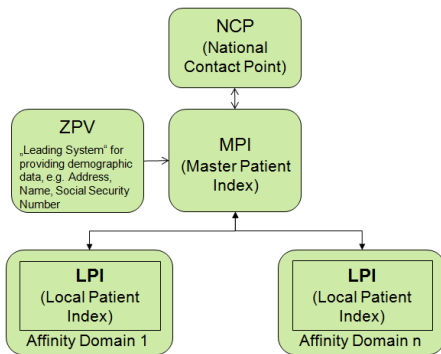 NCP
(National
Contact Point)
ZPV
„Leading System“ for
providing demographic
data, e.g. Address,
Name, Social Security
Number
MPI
(Master Patient
Index)
LPI
(Local Patient
Index)
Affinity Domain 1
LPI
(Local Patient
Index)
Affinity Domain n